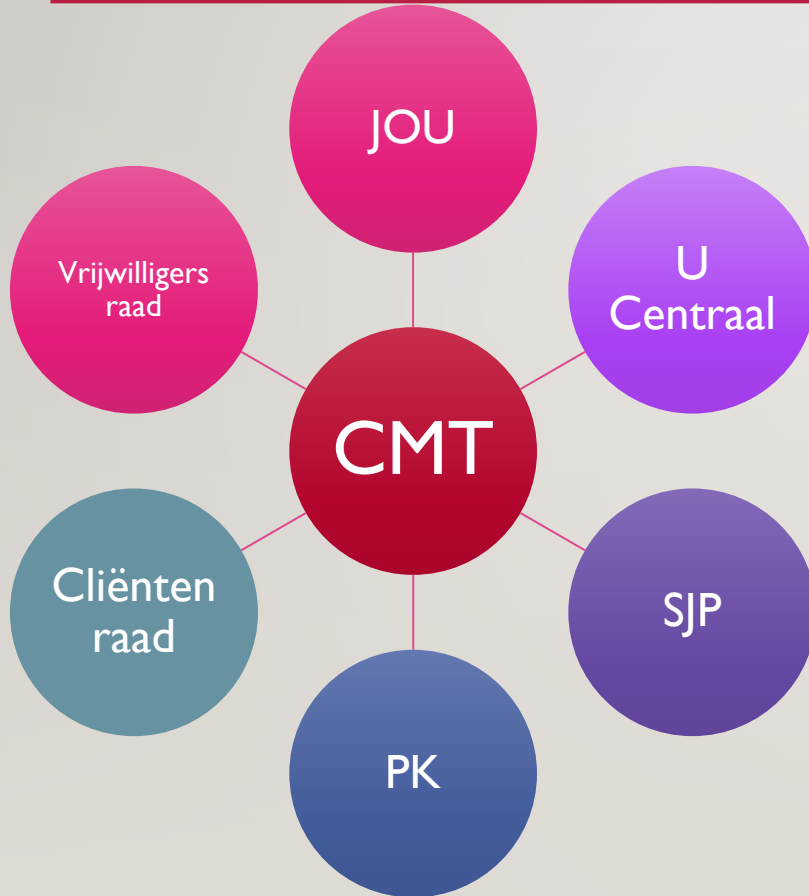 JOU
Vrijwilligers
raad
U
Centraal
CMT
Cliënten
raad
SJP
PK